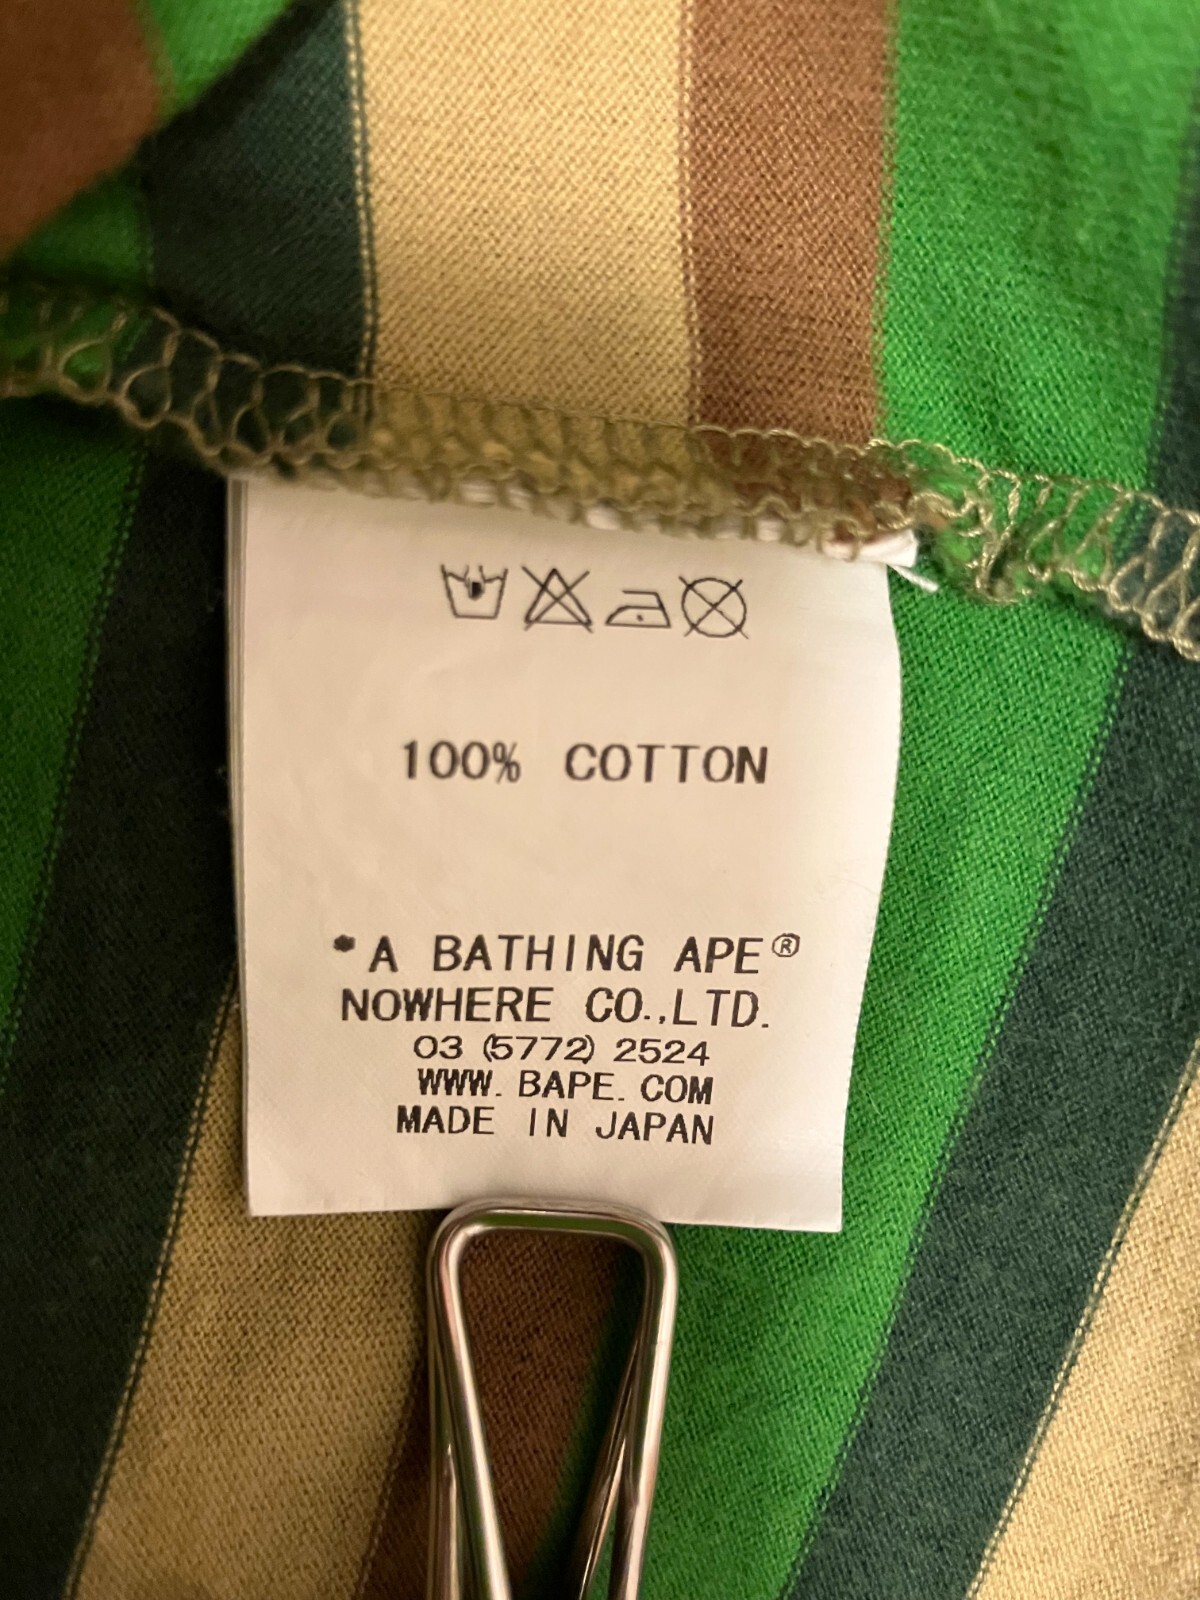 100% COTTON
*A BATHING APE®
NOWHERE CO.,LTD.
03 (5772) 2524
WWW. BAPE. COM
MADE IN JAPAN